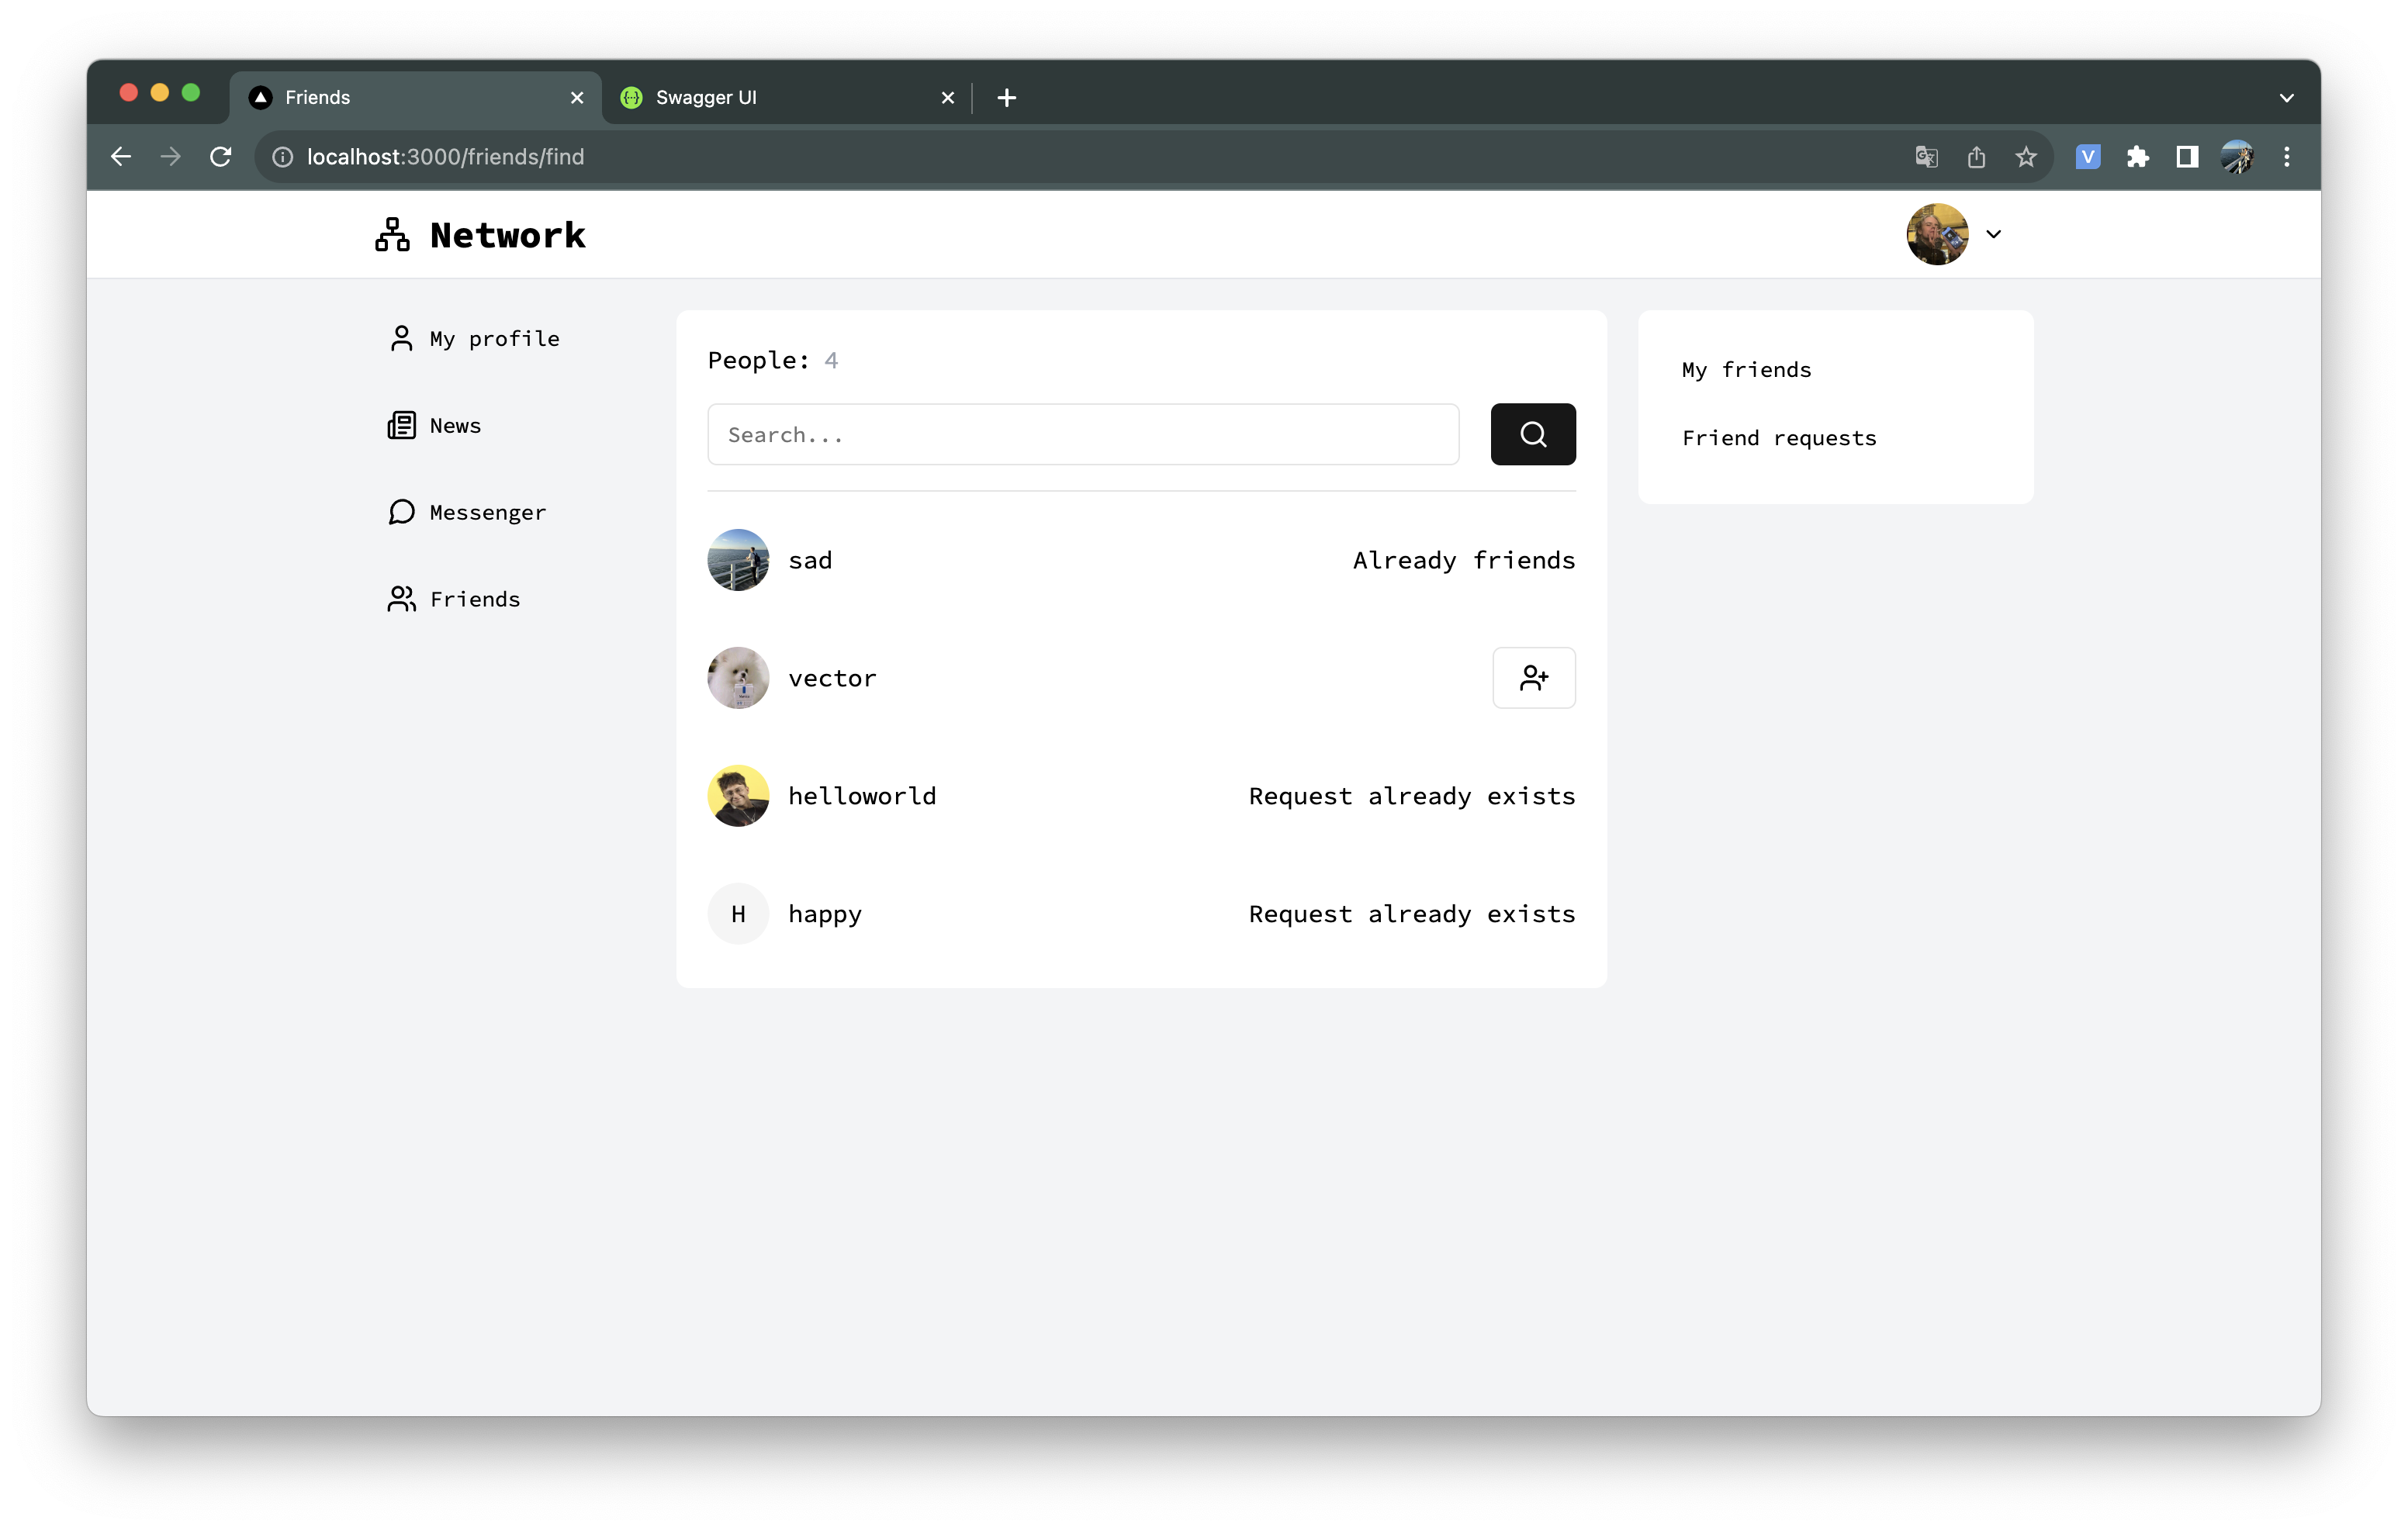 Friends
Swagger UI
localhost:3000/friends/find
V
Network
My profile
News
Messenger
Friends
People: 4
Search...
sad
Already friends
vector
helloworld
Request already exists
H
happy
Request already exists
My friends
Friend requests